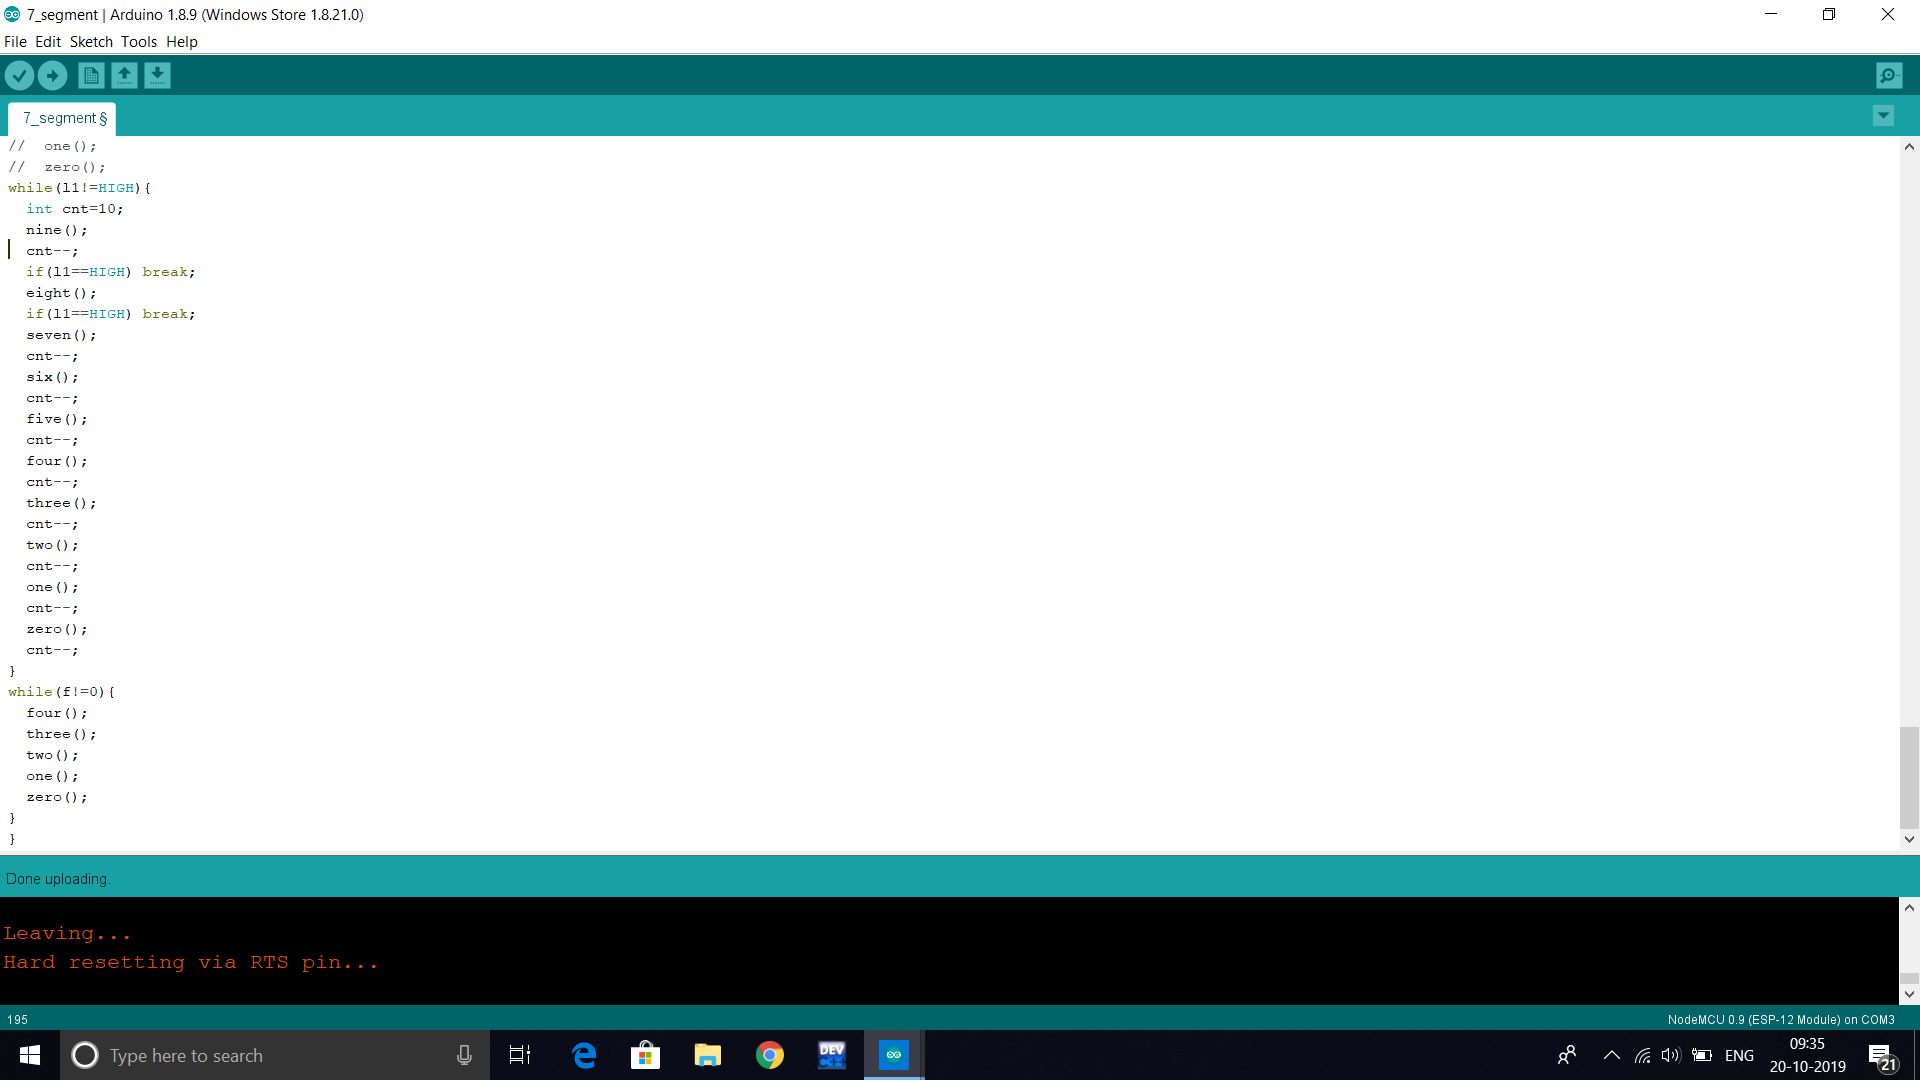 7_segment | Arduino 1.8.9 (Windows Store 1.8.21.0)
File Edit Sketch Tools Help
7_segment §
//  one();
//  zero();
while(l1!=HIGH){
  int cnt=10;
  nine();
  cnt--;
  if(l1==HIGH) break;
  eight();
  if(l1==HIGH) break;
  seven();
  cnt--;
  six();
  cnt--;
  five();
  cnt--;
  four();
  cnt--;
  three();
  cnt--;
  two();
  cnt--;
  one();
  cnt--;
  zero();
  cnt--;
}
while(f!=0){
  four();
  three();
  two();
  one();
  zero();
}
}
Done uploading.
Leaving...
Hard resetting via RTS pin...
195 NodeMCU 0.9 (ESP-12 Module) on COM3
Type here to search
DEV C++
ENG
09:35
20-10-2019
21